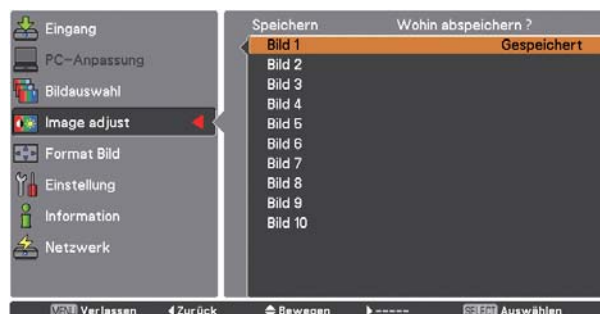 Eingang
PC-Anpassung
Bildauswahl
Image adjust
Format Bild
Einstellung
Information
Netzwerk
Speichern Wohin abspeichern ?
Bild 1 Gespeichert
Bild 2
Bild 3
Bild 4
Bild 5
Bild 6
Bild 7
Bild 8
Bild 9
Bild 10
MENU Verlassen Zurück Bewegen ----- SELECT Auswählen